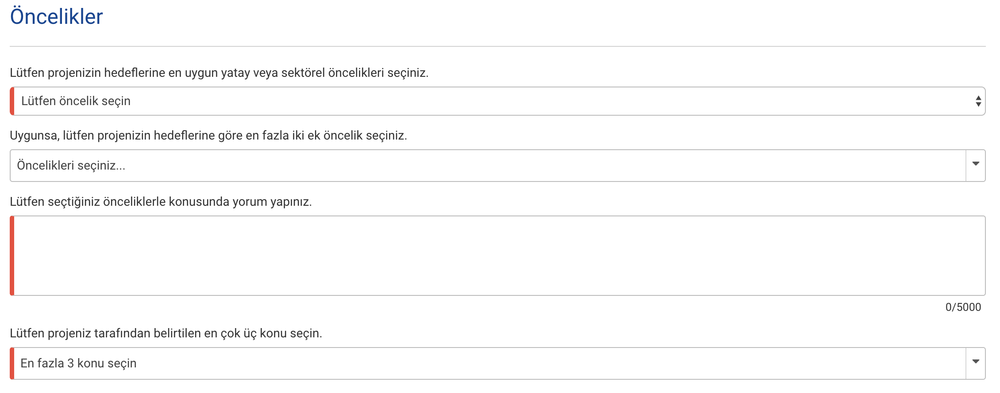 Öncelikler
Lütfen projenizin hedeflerine en uygun yatay veya sektörel öncelikleri seçiniz.
Lütfen öncelik seçin
Uygunsa, lütfen projenizin hedeflerine göre en fazla iki ek öncelik seçiniz.
Öncelikleri seçiniz...
Lütfen seçtiğiniz önceliklerle konusunda yorum yapınız.
0/5000
Lütfen projeniz tarafından belirtilen en çok üç konu seçin.
En fazla 3 konu seçin